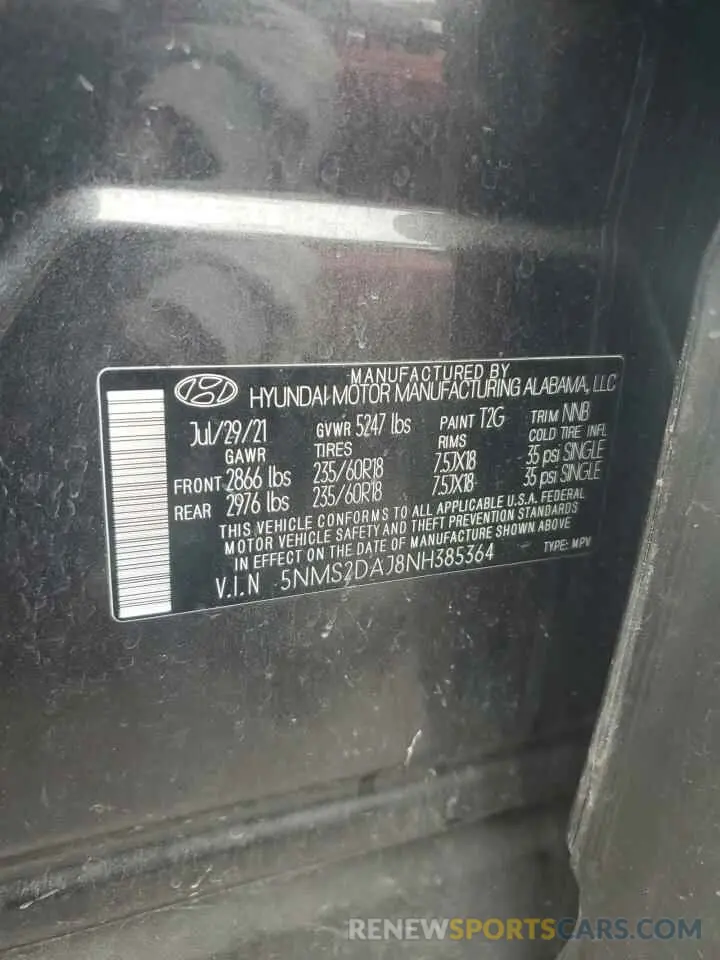 MANUFACTURED BY
HYUNDAI MOTOR MANUFACTURING ALABAMA, LLC
Jul/29/21 GVWR 5247 lbs PAINT T2G TRIM NNB
GAWR TIRES RIMS COLD TIRE INFL
FRONT 2866 lbs 235/60R18 7.5JX18 35 psi SINGLE
REAR 2976 lbs 235/60R18 7.5JX18 35 psi SINGLE
THIS VEHICLE CONFORMS TO ALL APPLICABLE U.S.A. FEDERAL
MOTOR VEHICLE SAFETY AND THEFT PREVENTION STANDARDS
IN EFFECT ON THE DATE OF MANUFACTURE SHOWN ABOVE
V.I.N 5NMS2DAJ8NH385364 TYPE: MPV
RENEWSPORTSCARS.COM